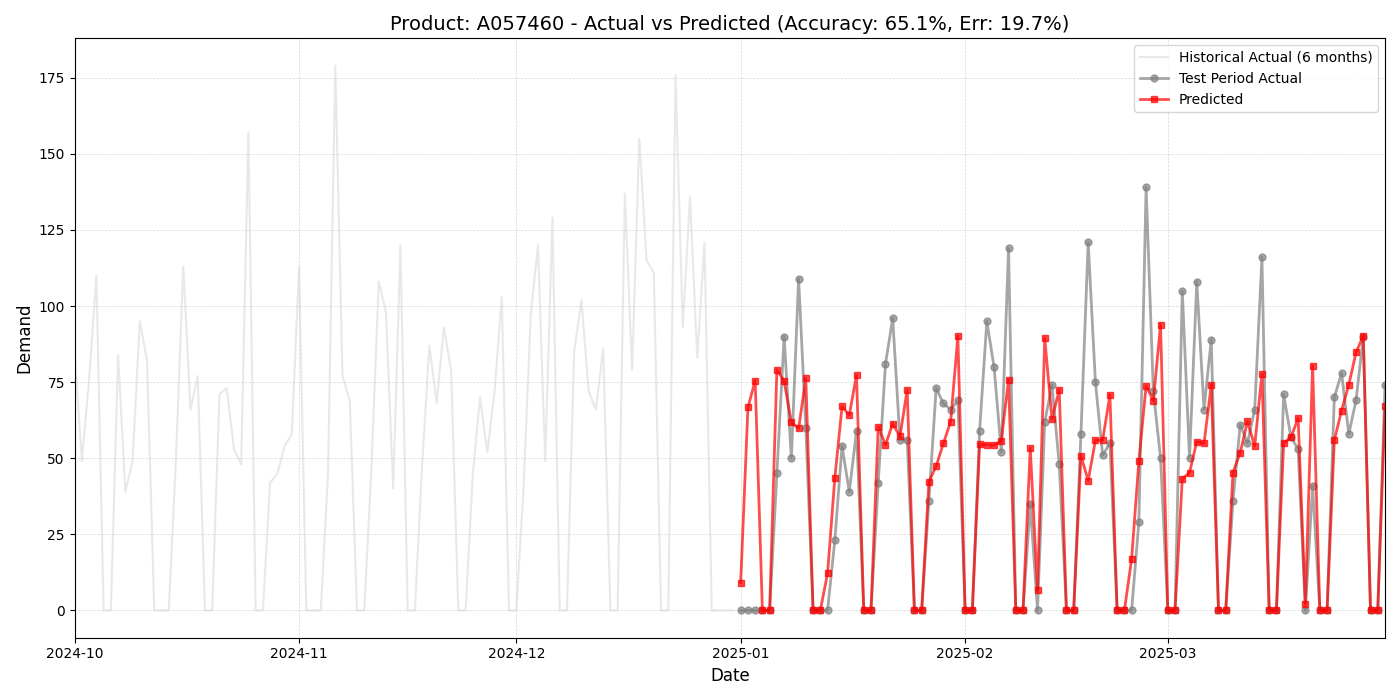 Product: A057460 - Actual vs Predicted (Accuracy: 65.1%, Err: 19.7%)
Historical Actual (6 months)
Test Period Actual
Predicted
Demand
175
150
125
100
75
50
25
0
2024-10
2024-11
2024-12
2025-01
2025-02
2025-03
Date